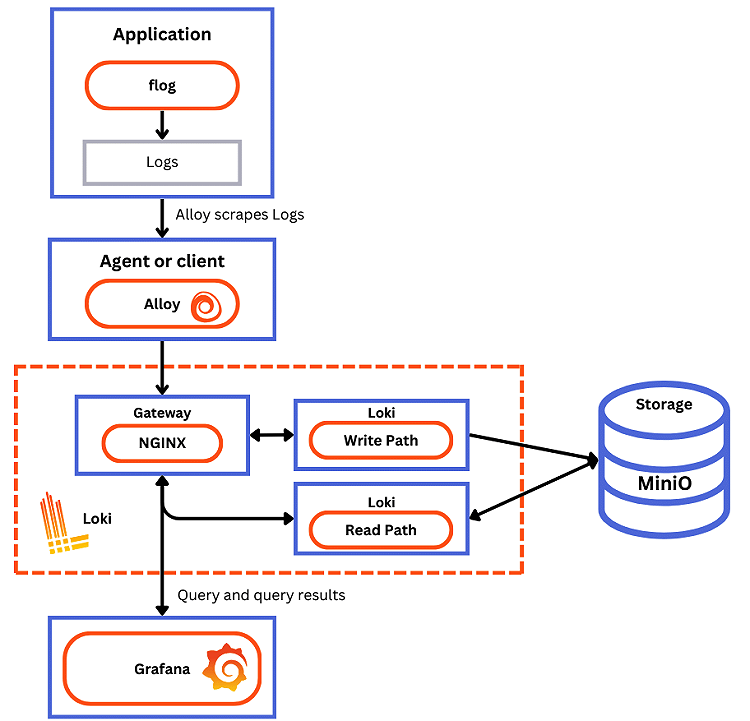 Application
flog
Logs
Alloy scrapes Logs
Agent or client
Alloy
Gateway
NGINX
Loki
Write Path
Storage
MiniO
Loki
Read Path
Loki
Query and query results
Grafana